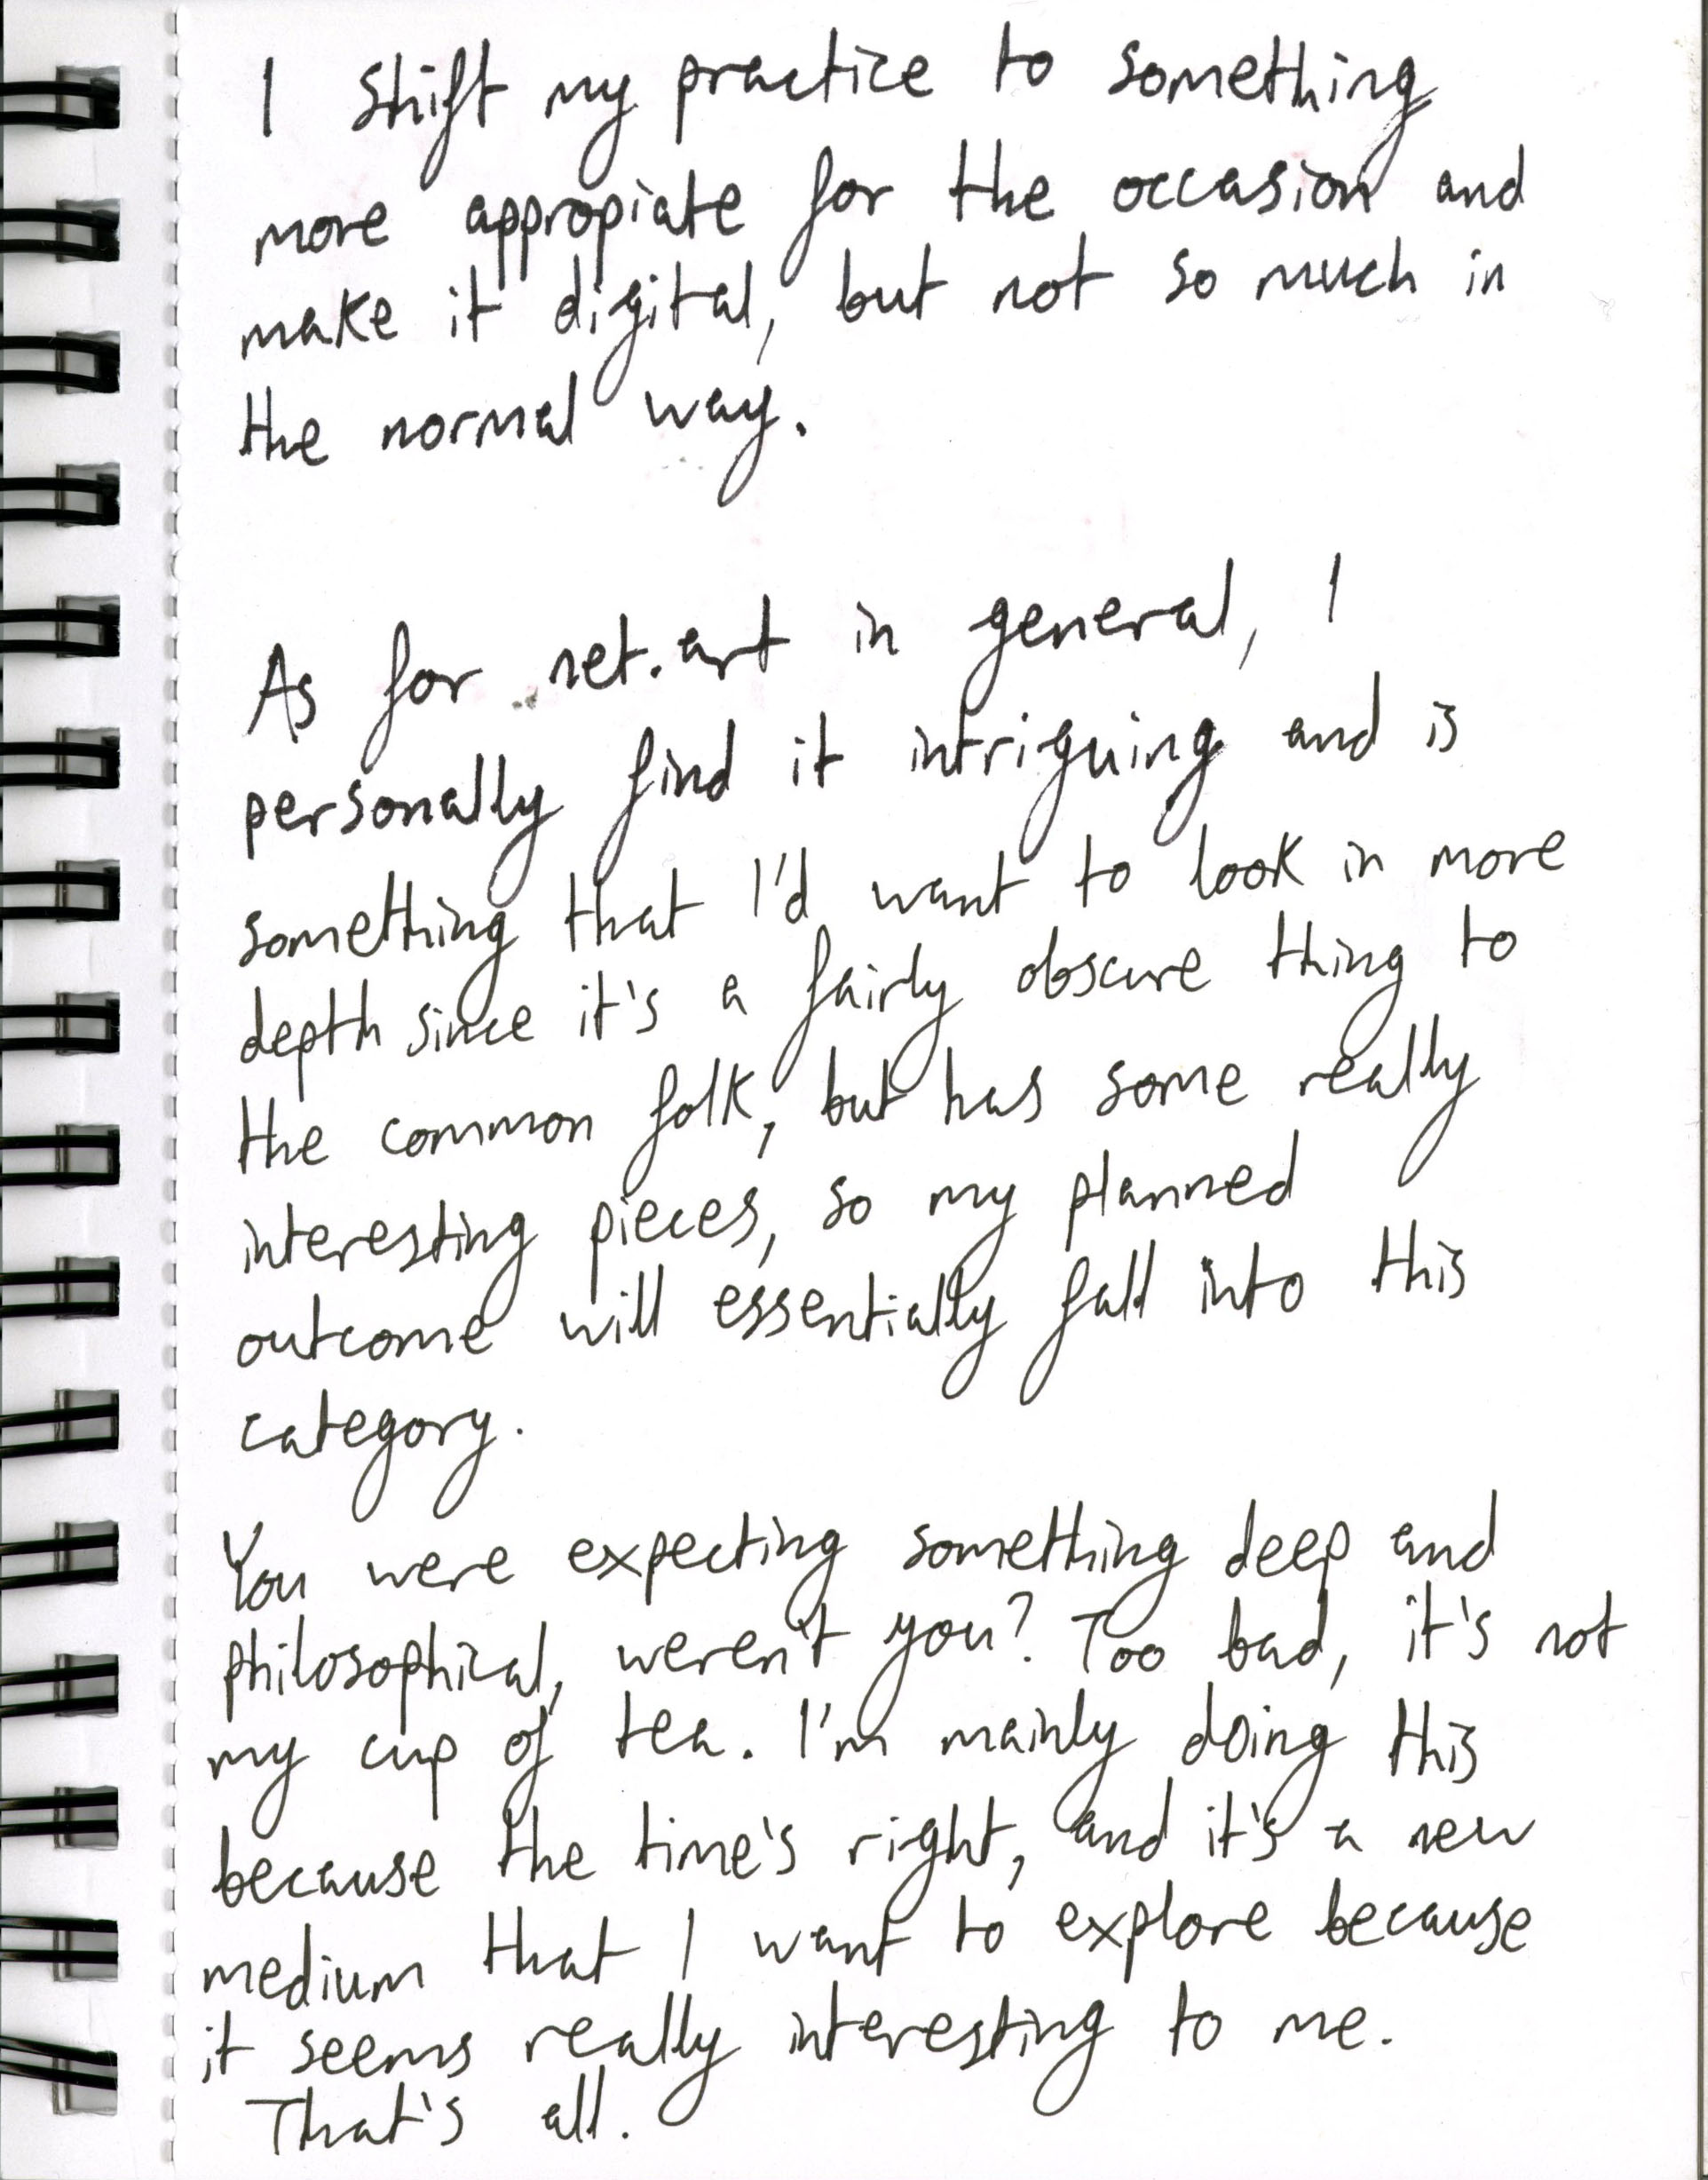 I shift my practice to something
more appropiate for the occasion and
make it digital, but not so much in
the normal way.
As for net.art in general, I
personally find it intriguing and is
something that I'd want to look in more
depth since it's a fairly obscure thing to
the common folk, but has some really
interesting pieces, so my planned
outcome will essentially fall into this
category.
You were expecting something deep and
philosophical, weren't you? Too bad, it's not
my cup of tea. I'm mainly doing this
because the time's right, and it's a new
medium that I want to explore because
it seems really interesting to me.
That's all.